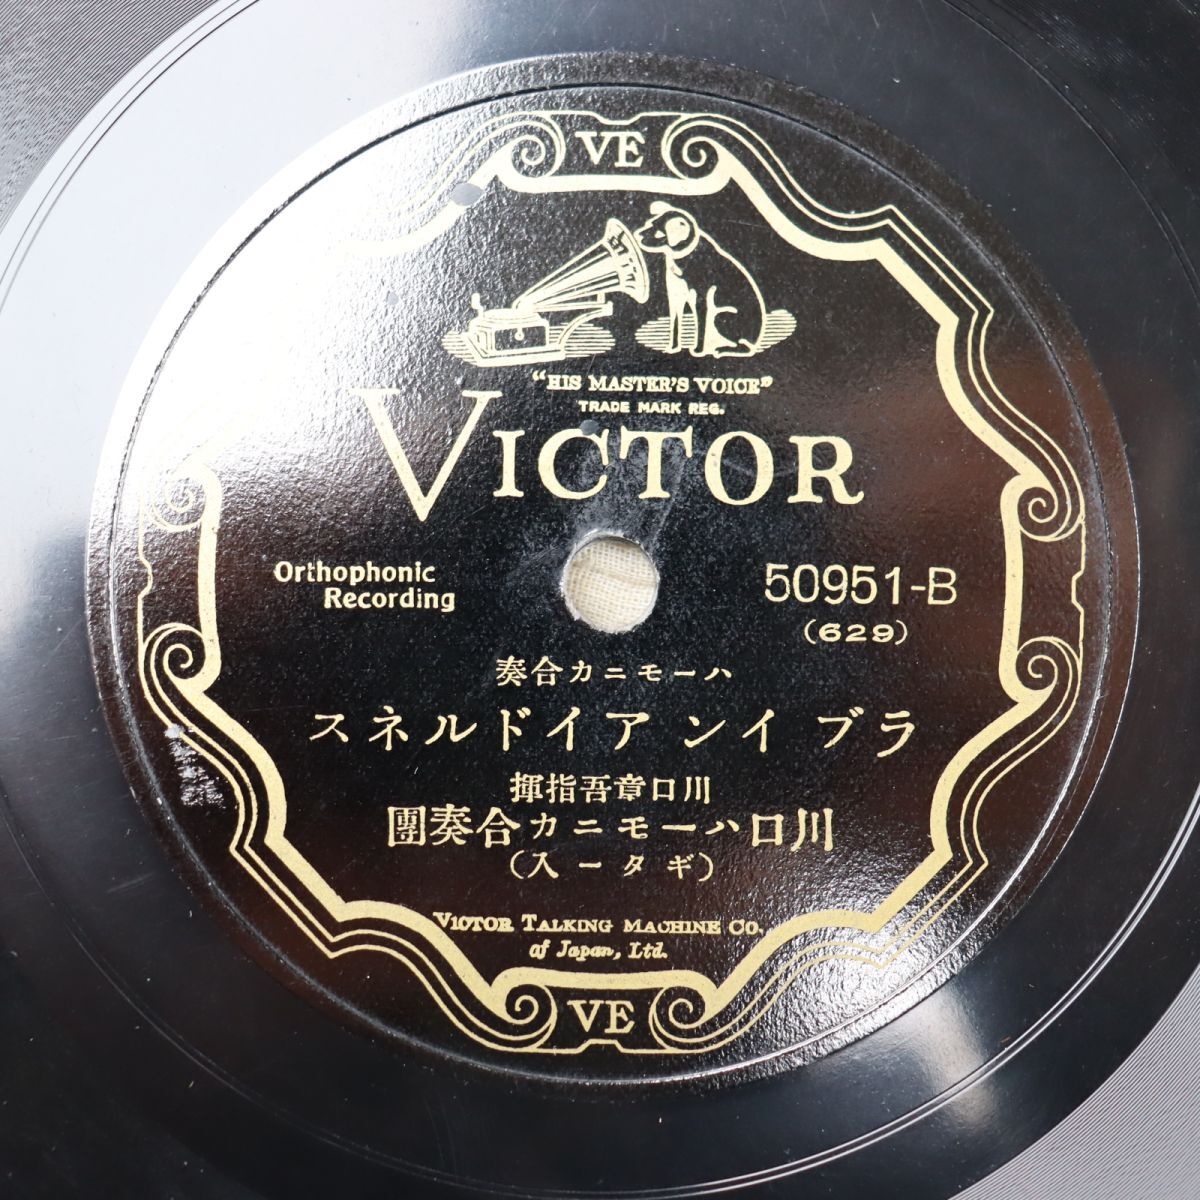 VE
"HIS MASTER'S VOICE"
TRADE MARK REG.
VICTOR
Orthophonic
Recording
50951-B
(629)
ハーモニカ合奏
ラブ イン アイドルネス
川口章吾指揮
川口ハーモニカ合奏團
(ギター入)
VICTOR TALKING MACHINE CO.
of Japan, Ltd.
VE